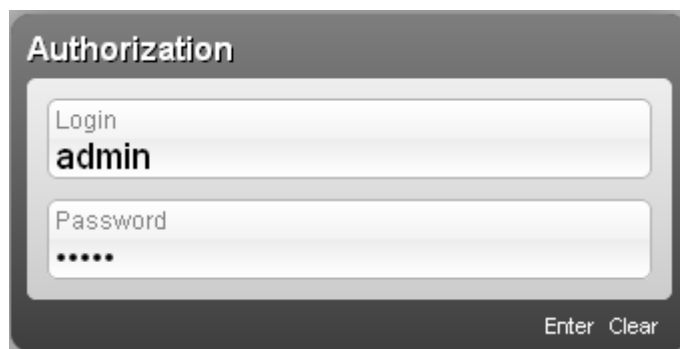 Authorization
Login
admin
Password
•••••
Enter Clear